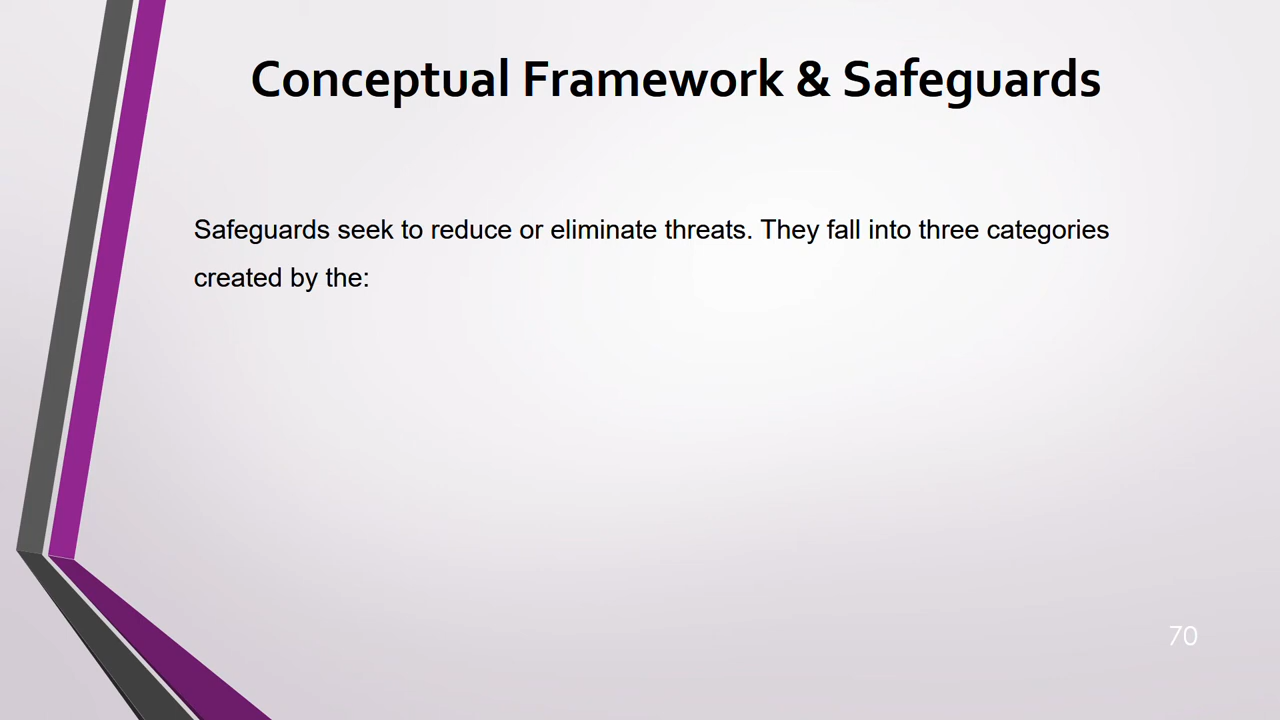 Conceptual Framework & Safeguards
Safeguards seek to reduce or eliminate threats. They fall into three categories
created by the:
70